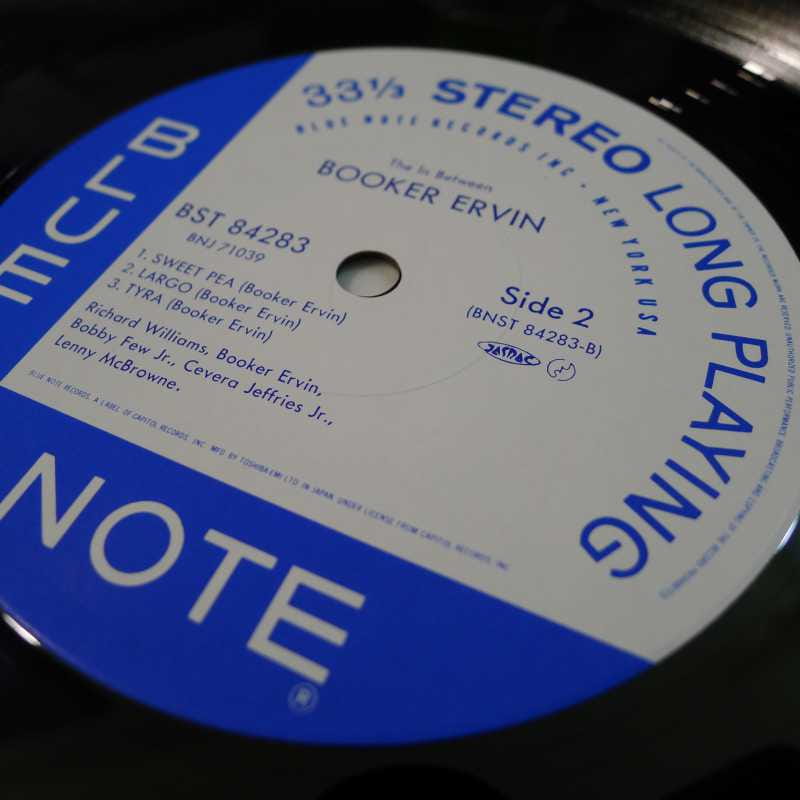 33⅓ STEREO LONG PLAYING
BLUE NOTE RECORDS INC • NEW YORK USA
The In Between
BOOKER ERVIN
BST 84283
BNJ 71039
1. SWEET PEA (Booker Ervin)
2. LARGO (Booker Ervin)
3. TYRA (Booker Ervin)
Richard Williams, Booker Ervin,
Bobby Few Jr., Cevera Jeffries Jr.,
Lenny McBrowne.
Side 2
(BNST 84283-B)
JASRAC
BLUE NOTE RECORDS, A LABEL OF CAPITOL RECORDS, INC. MFD BY TOSHIBA-EMI LTD. IN JAPAN, UNDER LICENSE FROM CAPITOL RECORDS, INC.
BLUE
NOTE
®